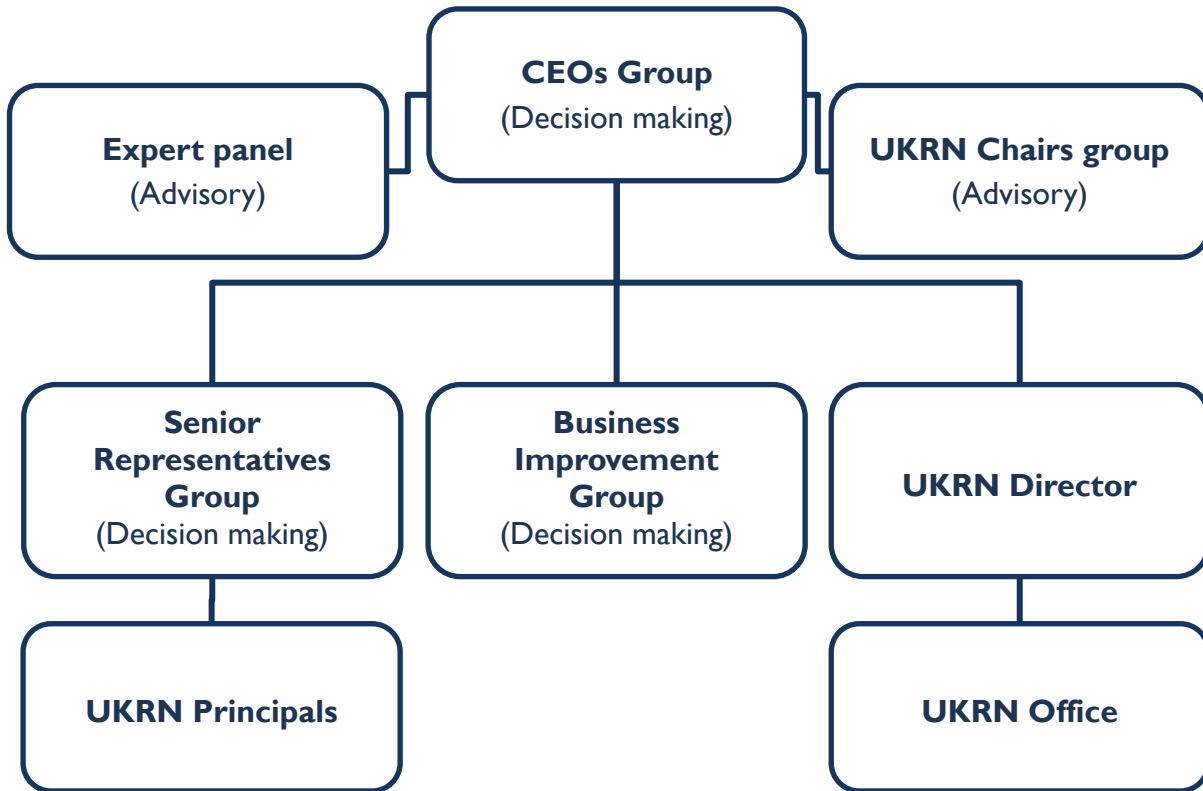 CEOs Group
(Decision making)
Expert panel
(Advisory)
UKRN Chairs group
(Advisory)
Senior
Representatives
Group
(Decision making)
Business
Improvement
Group
(Decision making)
UKRN Director
UKRN Principals
UKRN Office